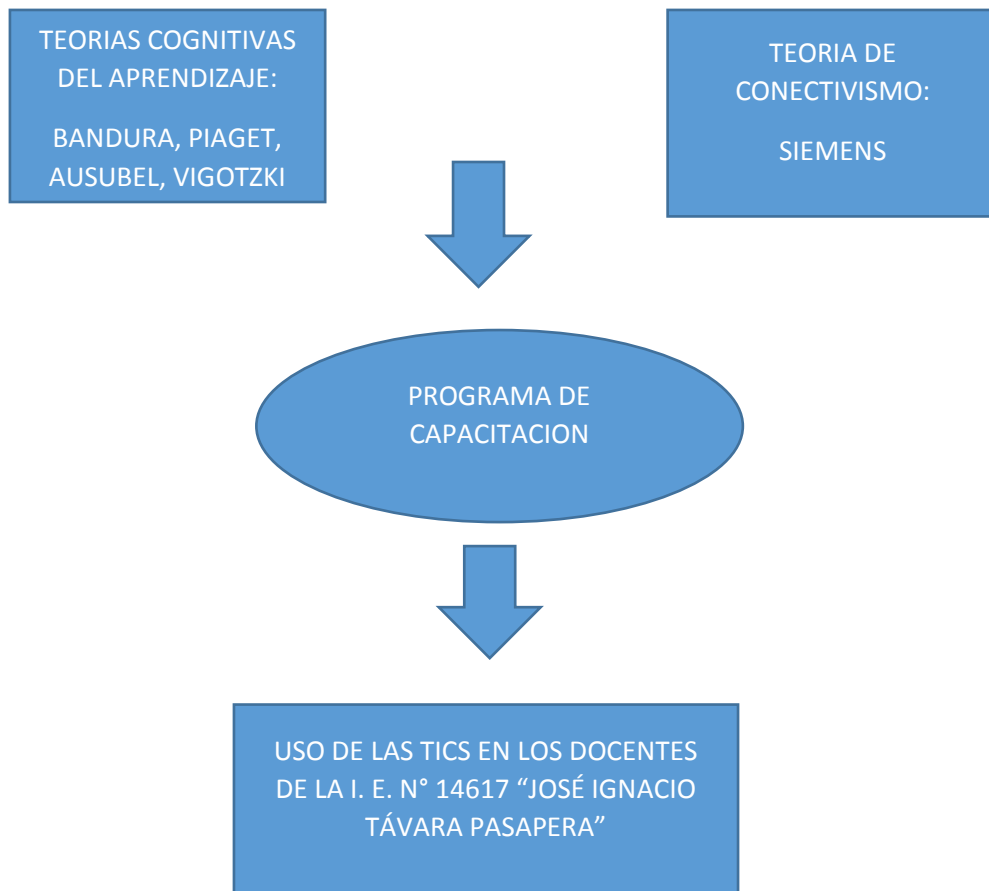 TEORIAS COGNITIVAS
DEL APRENDIZAJE:
BANDURA, PIAGET,
AUSUBEL, VIGOTZKI
TEORIA DE
CONECTIVISMO:
SIEMENS
PROGRAMA DE
CAPACITACION
USO DE LAS TICS EN LOS DOCENTES
DE LA I. E. N° 14617 “JOSÉ IGNACIO
TÁVARA PASAPERA”